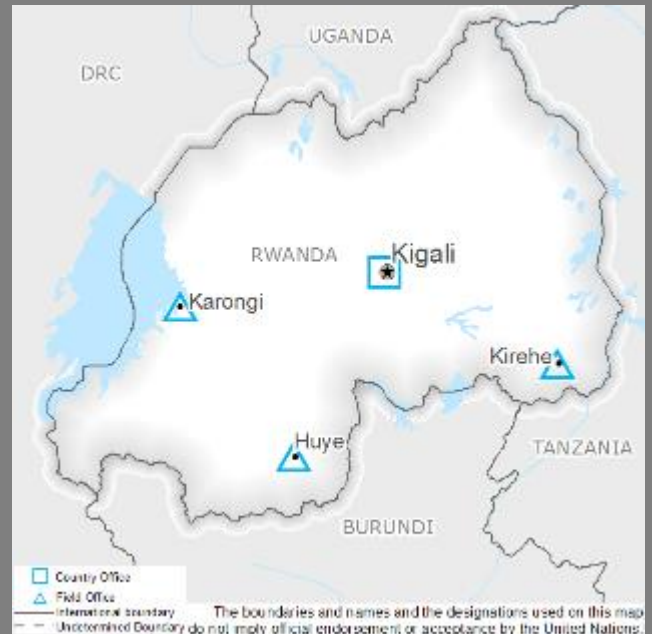 UGANDA
DRC
RWANDA
Kigali
Karongi
Kirehe
Huye
TANZANIA
BURUNDI
Country Office
Field Office
International boundary
Undetermined Boundary
The boundaries and names and the designations used on this map
do not imply official endorsement or acceptance by the United Nations.